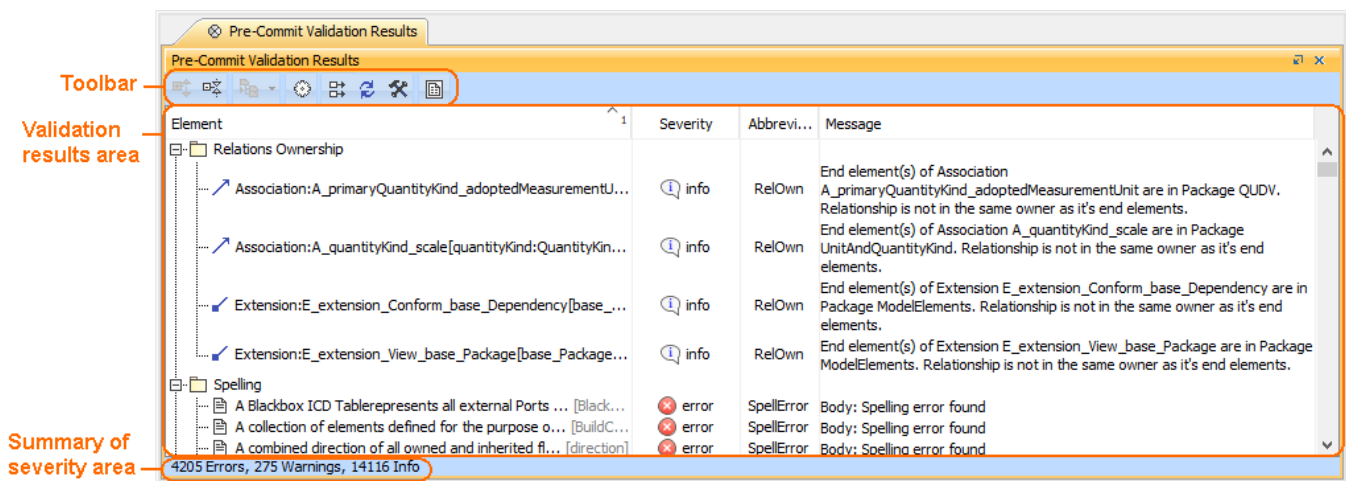 Pre-Commit Validation Results
Pre-Commit Validation Results
Toolbar
Validation
results area
Element 1 Severity Abbrevi... Message
Relations Ownership
Association:A_primaryQuantityKind_adoptedMeasurementU... info RelOwn
End element(s) of Association
A_primaryQuantityKind_adoptedMeasurementUnit are in Package QUDV.
Relationship is not in the same owner as it's end elements.
Association:A_quantityKind_scale[quantityKind:QuantityKin... info RelOwn
End element(s) of Association A_quantityKind_scale are in Package
UnitAndQuantityKind. Relationship is not in the same owner as it's end
elements.
Extension:E_extension_Conform_base_Dependency[base_... info RelOwn
End element(s) of Extension E_extension_Conform_base_Dependency are in
Package ModelElements. Relationship is not in the same owner as it's end
elements.
Extension:E_extension_View_base_Package[base_Package... info RelOwn
End element(s) of Extension E_extension_View_base_Package are in Package
ModelElements. Relationship is not in the same owner as it's end elements.
Spelling
A Blackbox ICD Tablerepresents all external Ports ... [Black... error SpellError Body: Spelling error found
A collection of elements defined for the purpose o... [BuildC... error SpellError Body: Spelling error found
A combined direction of all owned and inherited fl... [direction] error SpellError Body: Spelling error found
Summary of
severity area
4205 Errors, 275 Warnings, 14116 Info